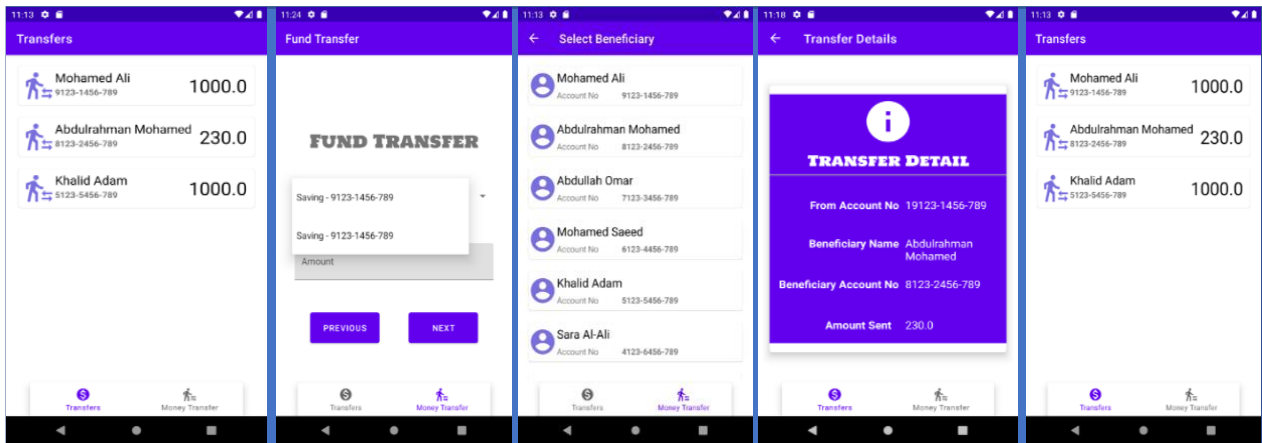 11:13
Transfers
Mohamed Ali
9123-1456-789
1000.0
Abdulrahman Mohamed
8123-2456-789
230.0
Khalid Adam
5123-5456-789
1000.0
Transfers
Money Transfer
11:24
Fund Transfer
FUND TRANSFER
Saving - 9123-1456-789
Saving - 9123-1456-789
Amount
PREVIOUS
NEXT
Transfers
Money Transfer
11:13
Select Beneficiary
Mohamed Ali
Account No 9123-1456-789
Abdulrahman Mohamed
Account No 8123-2456-789
Abdullah Omar
Account No 7123-3456-789
Mohamed Saeed
Account No 6123-4456-789
Khalid Adam
Account No 5123-5456-789
Sara Al-Ali
Account No 4123-6456-789
Transfers
Money Transfer
11:18
Transfer Details
TRANSFER DETAIL
From Account No 19123-1456-789
Beneficiary Name Abdulrahman
Mohamed
Beneficiary Account No 8123-2456-789
Amount Sent 230.0
Transfers
Money Transfer
11:13
Transfers
Mohamed Ali
9123-1456-789
1000.0
Abdulrahman Mohamed
8123-2456-789
230.0
Khalid Adam
5123-5456-789
1000.0
Transfers
Money Transfer